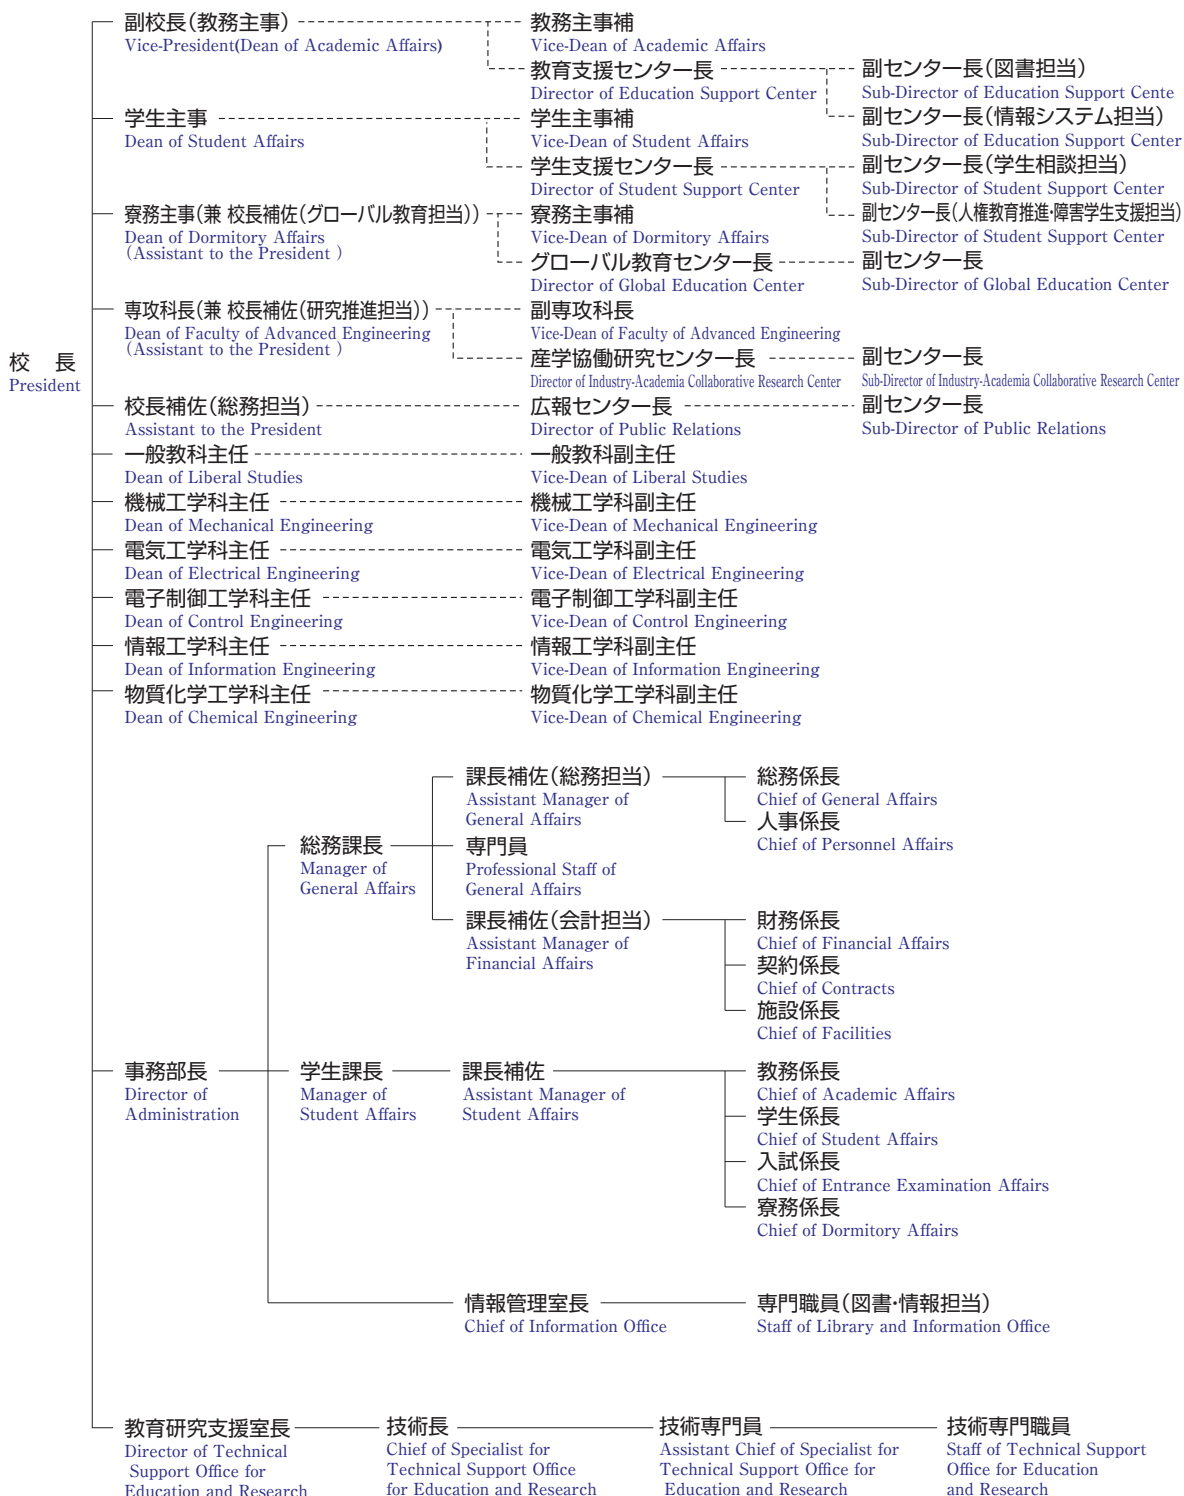 校 長
President
副校長(教務主事)
Vice-President(Dean of Academic Affairs)
教務主事補
Vice-Dean of Academic Affairs
教育支援センター長
Director of Education Support Center
副センター長(図書担当)
Sub-Director of Education Support Cente
副センター長(情報システム担当)
Sub-Director of Education Support Center
学生主事
Dean of Student Affairs
学生主事補
Vice-Dean of Student Affairs
学生支援センター長
Director of Student Support Center
副センター長(学生相談担当)
Sub-Director of Student Support Center
副センター長(人権教育推進・障害学生支援担当)
Sub-Director of Student Support Center
寮務主事(兼 校長補佐(グローバル教育担当))
Dean of Dormitory Affairs
(Assistant to the President )
寮務主事補
Vice-Dean of Dormitory Affairs
グローバル教育センター長
Director of Global Education Center
副センター長
Sub-Director of Global Education Center
専攻科長(兼 校長補佐(研究推進担当))
Dean of Faculty of Advanced Engineering
(Assistant to the President )
副専攻科長
Vice-Dean of Faculty of Advanced Engineering
産学協働研究センター長
Director of Industry-Academia Collaborative Research Center
副センター長
Sub-Director of Industry-Academia Collaborative Research Center
校長補佐(総務担当)
Assistant to the President
広報センター長
Director of Public Relations
副センター長
Sub-Director of Public Relations
一般教科主任
Dean of Liberal Studies
一般教科副主任
Vice-Dean of Liberal Studies
機械工学科主任
Dean of Mechanical Engineering
機械工学科副主任
Vice-Dean of Mechanical Engineering
電気工学科主任
Dean of Electrical Engineering
電気工学科副主任
Vice-Dean of Electrical Engineering
電子制御工学科主任
Dean of Control Engineering
電子制御工学科副主任
Vice-Dean of Control Engineering
情報工学科主任
Dean of Information Engineering
情報工学科副主任
Vice-Dean of Information Engineering
物質化学工学科主任
Dean of Chemical Engineering
物質化学工学科副主任
Vice-Dean of Chemical Engineering
事務部長
Director of
Administration
総務課長
Manager of
General Affairs
課長補佐(総務担当)
Assistant Manager of
General Affairs
総務係長
Chief of General Affairs
人事係長
Chief of Personnel Affairs
専門員
Professional Staff of
General Affairs
課長補佐(会計担当)
Assistant Manager of
Financial Affairs
財務係長
Chief of Financial Affairs
契約係長
Chief of Contracts
施設係長
Chief of Facilities
学生課長
Manager of
Student Affairs
課長補佐
Assistant Manager of
Student Affairs
教務係長
Chief of Academic Affairs
学生係長
Chief of Student Affairs
入試係長
Chief of Entrance Examination Affairs
寮務係長
Chief of Dormitory Affairs
情報管理室長
Chief of Information Office
専門職員(図書・情報担当)
Staff of Library and Information Office
教育研究支援室長
Director of Technical
Support Office for
Education and Research
技術長
Chief of Specialist for
Technical Support Office
for Education and Research
技術専門員
Assistant Chief of Specialist for
Technical Support Office for
Education and Research
技術専門職員
Staff of Technical Support
Office for Education
and Research